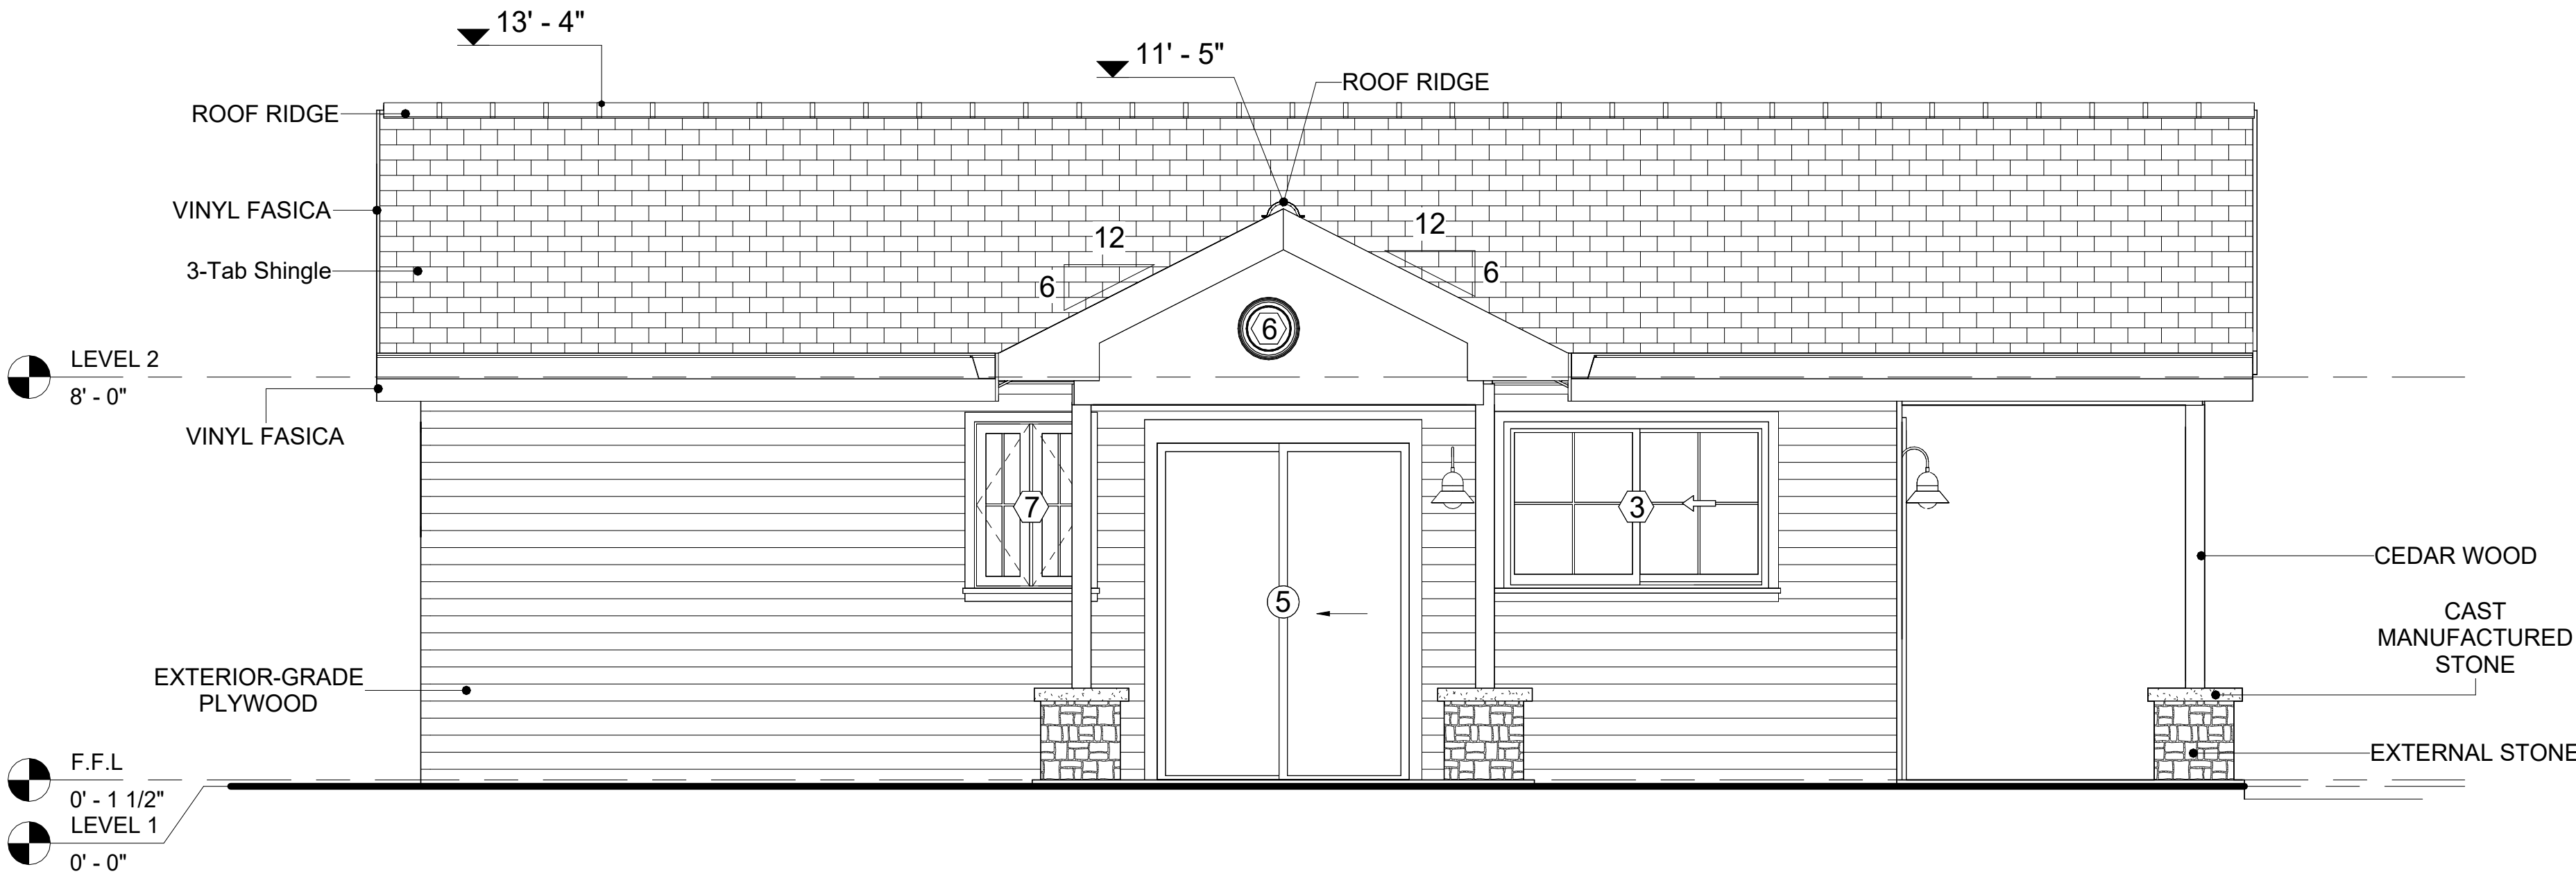 13' - 4"
11' - 5"
ROOF RIDGE
ROOF RIDGE
VINYL FASICA
12
12
3-Tab Shingle
6
6
6
LEVEL 2
8' - 0"
VINYL FASICA
7
3
CEDAR WOOD
5
CAST
MANUFACTURED
STONE
EXTERIOR-GRADE
PLYWOOD
EXTERNAL STONE
F.F.L
0' - 1 1/2"
LEVEL 1
0' - 0"